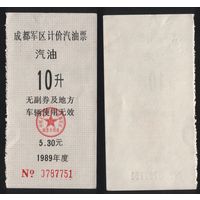 成都军区计价汽油票
汽油
10升
无副券及地方
车辆使用无效
5.30元
1989年度
№ 3787751